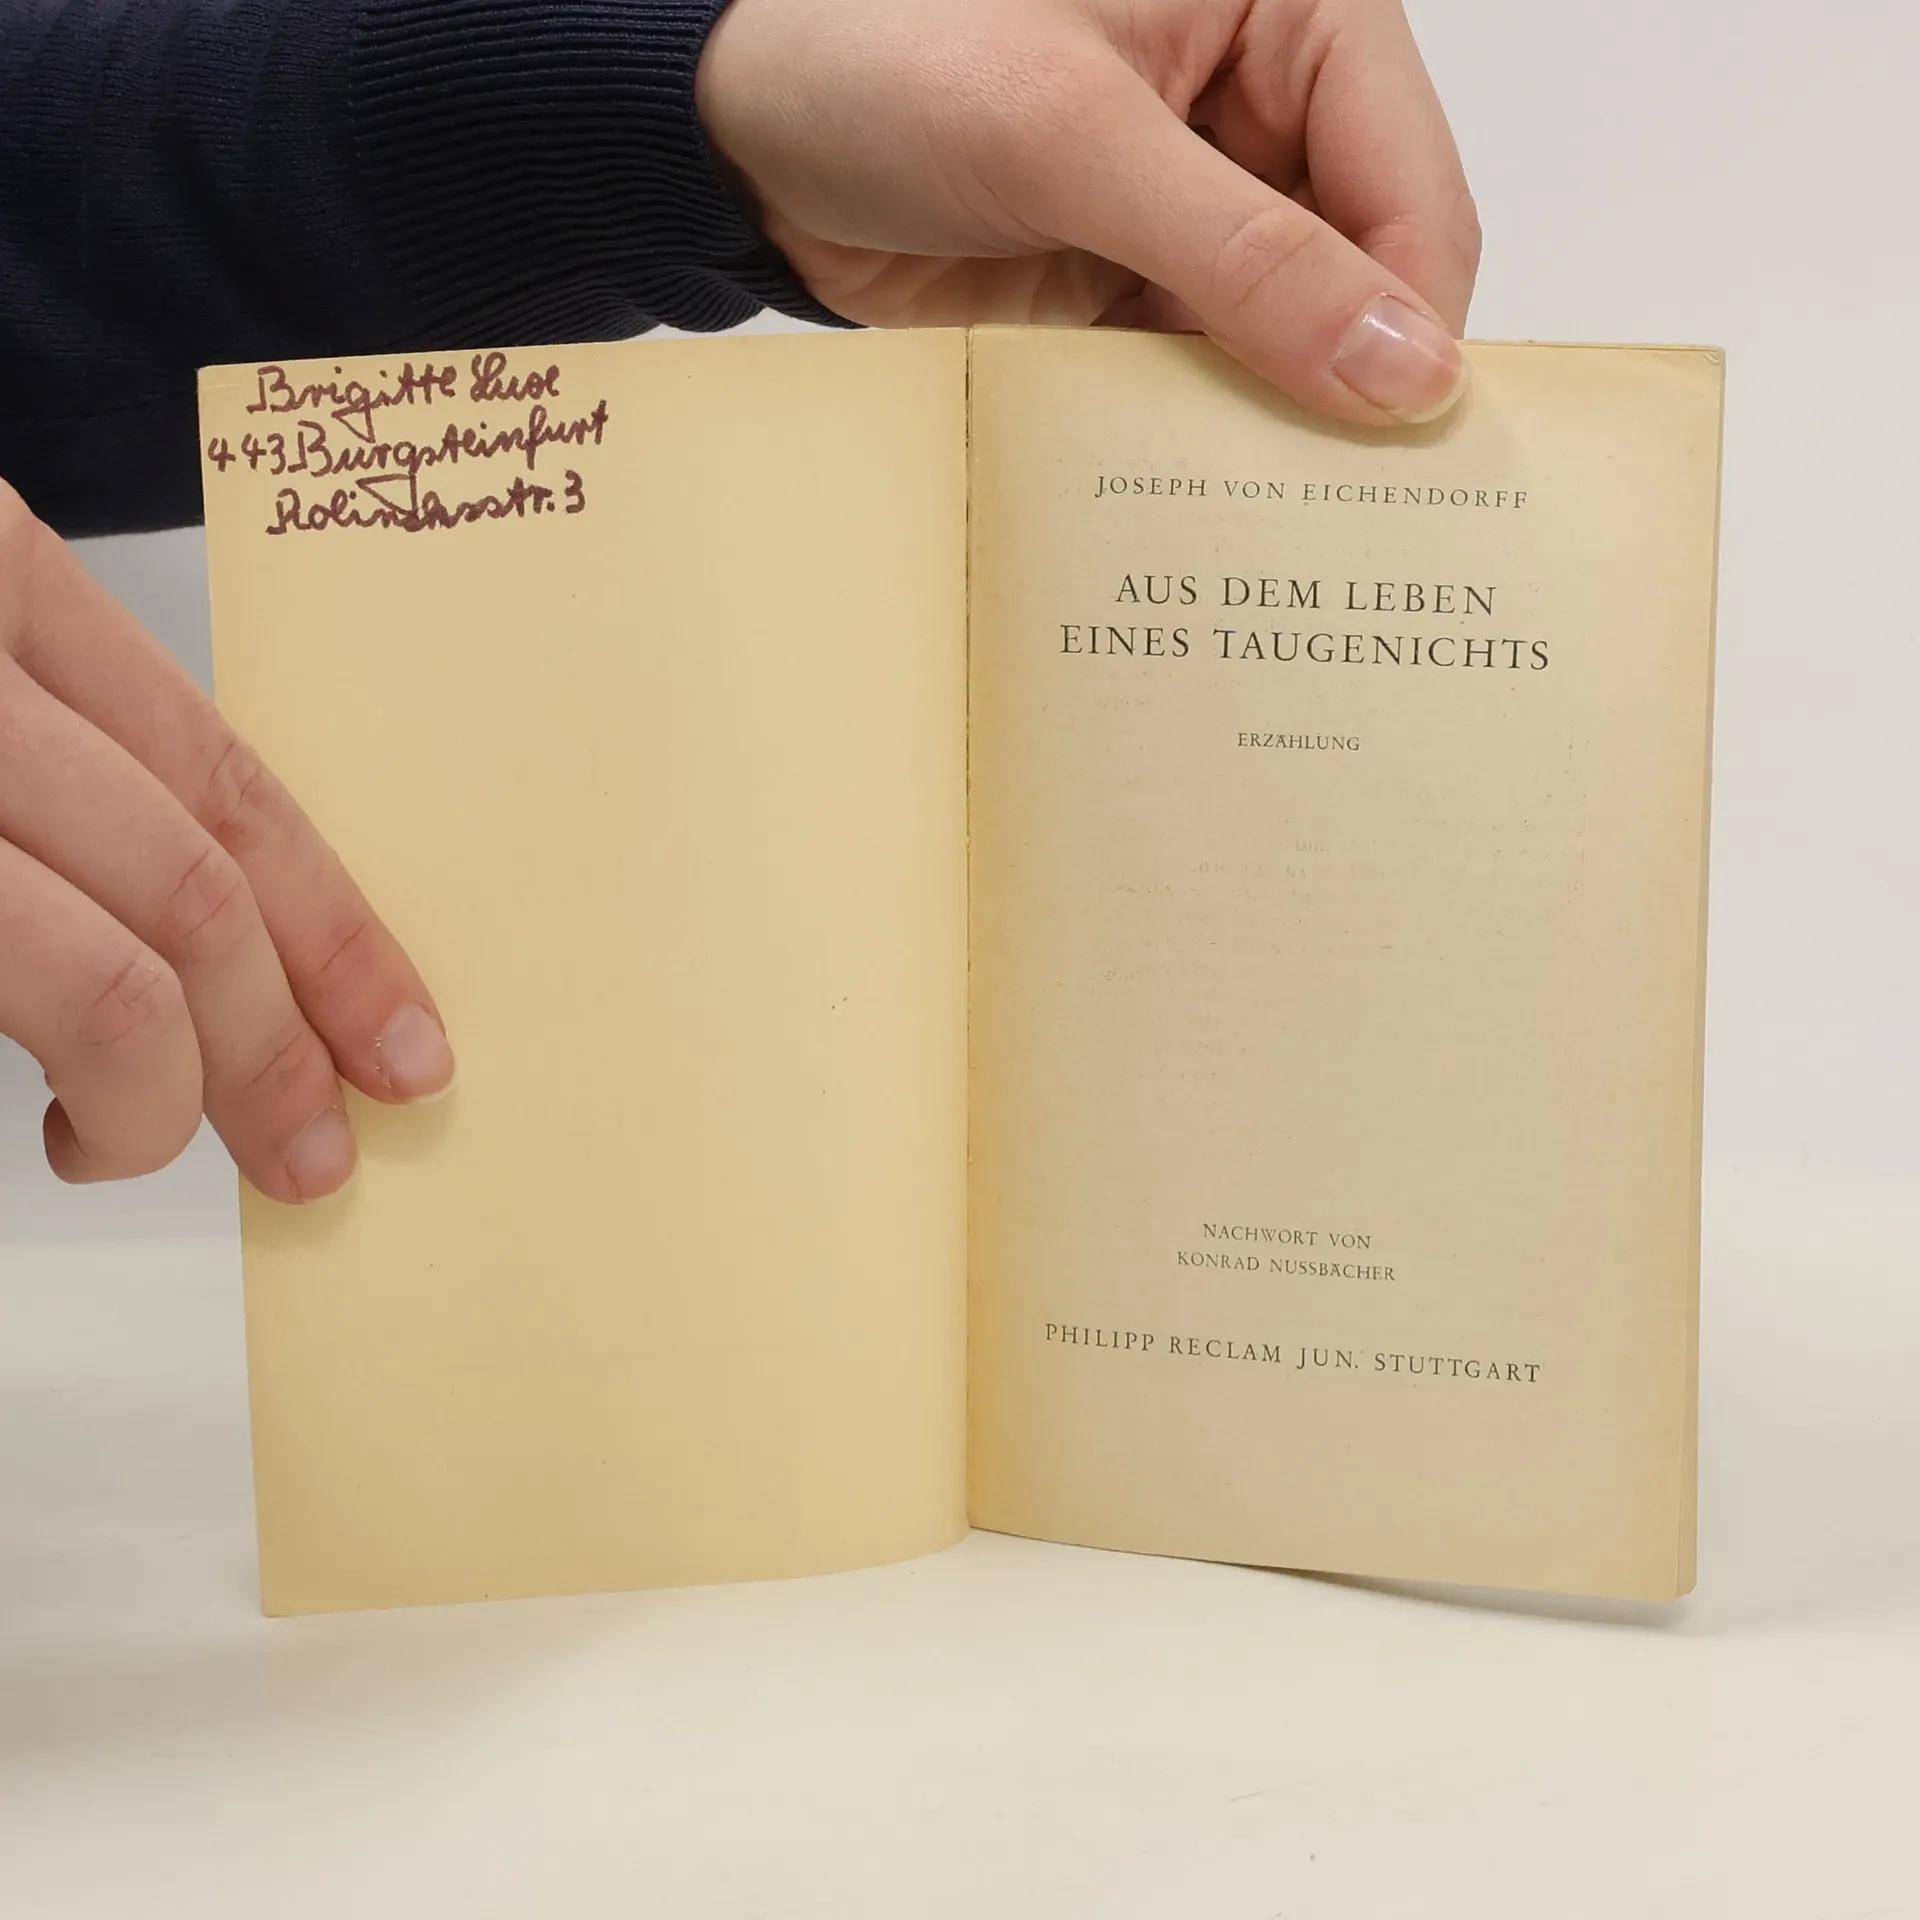 Brigitte
443 Burgsteinfurt
JOSEPH VON EICHENDORFF
AUS DEM LEBEN
EINES TAUGENICHTS
ERZÄHLUNG
NACHWORT VON
KONRAD NUSSBÄCHER
PHILIPP RECLAM JUN. STUTTGART